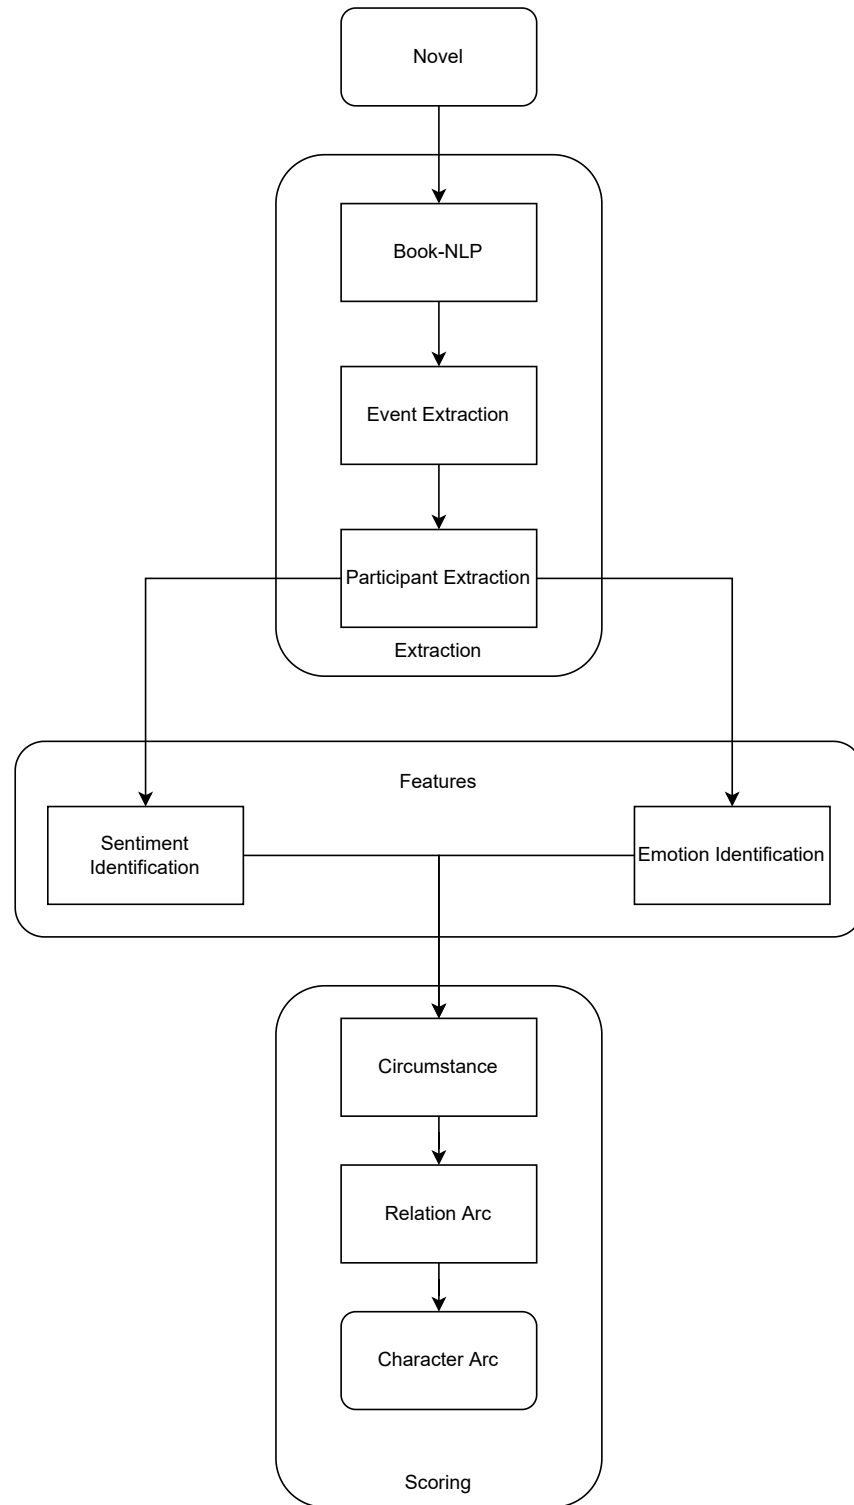 Novel
Book-NLP
Event Extraction
Participant Extraction
Extraction
Features
Sentiment
Identification
Emotion Identification
Circumstance
Relation Arc
Character Arc
Scoring